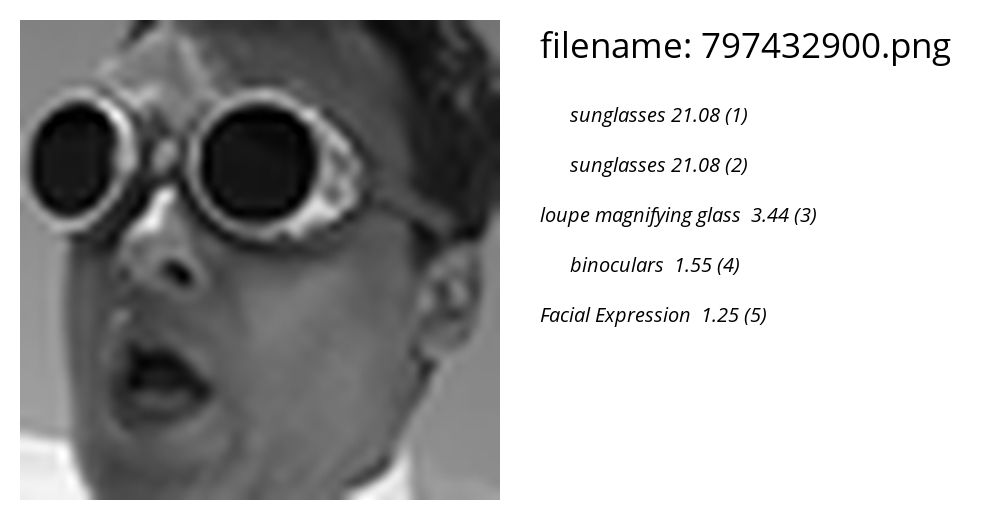 filename: 797432900.png
sunglasses 21.08 (1)
sunglasses 21.08 (2)
loupe magnifying glass 3.44 (3)
binoculars 1.55 (4)
Facial Expression 1.25 (5)